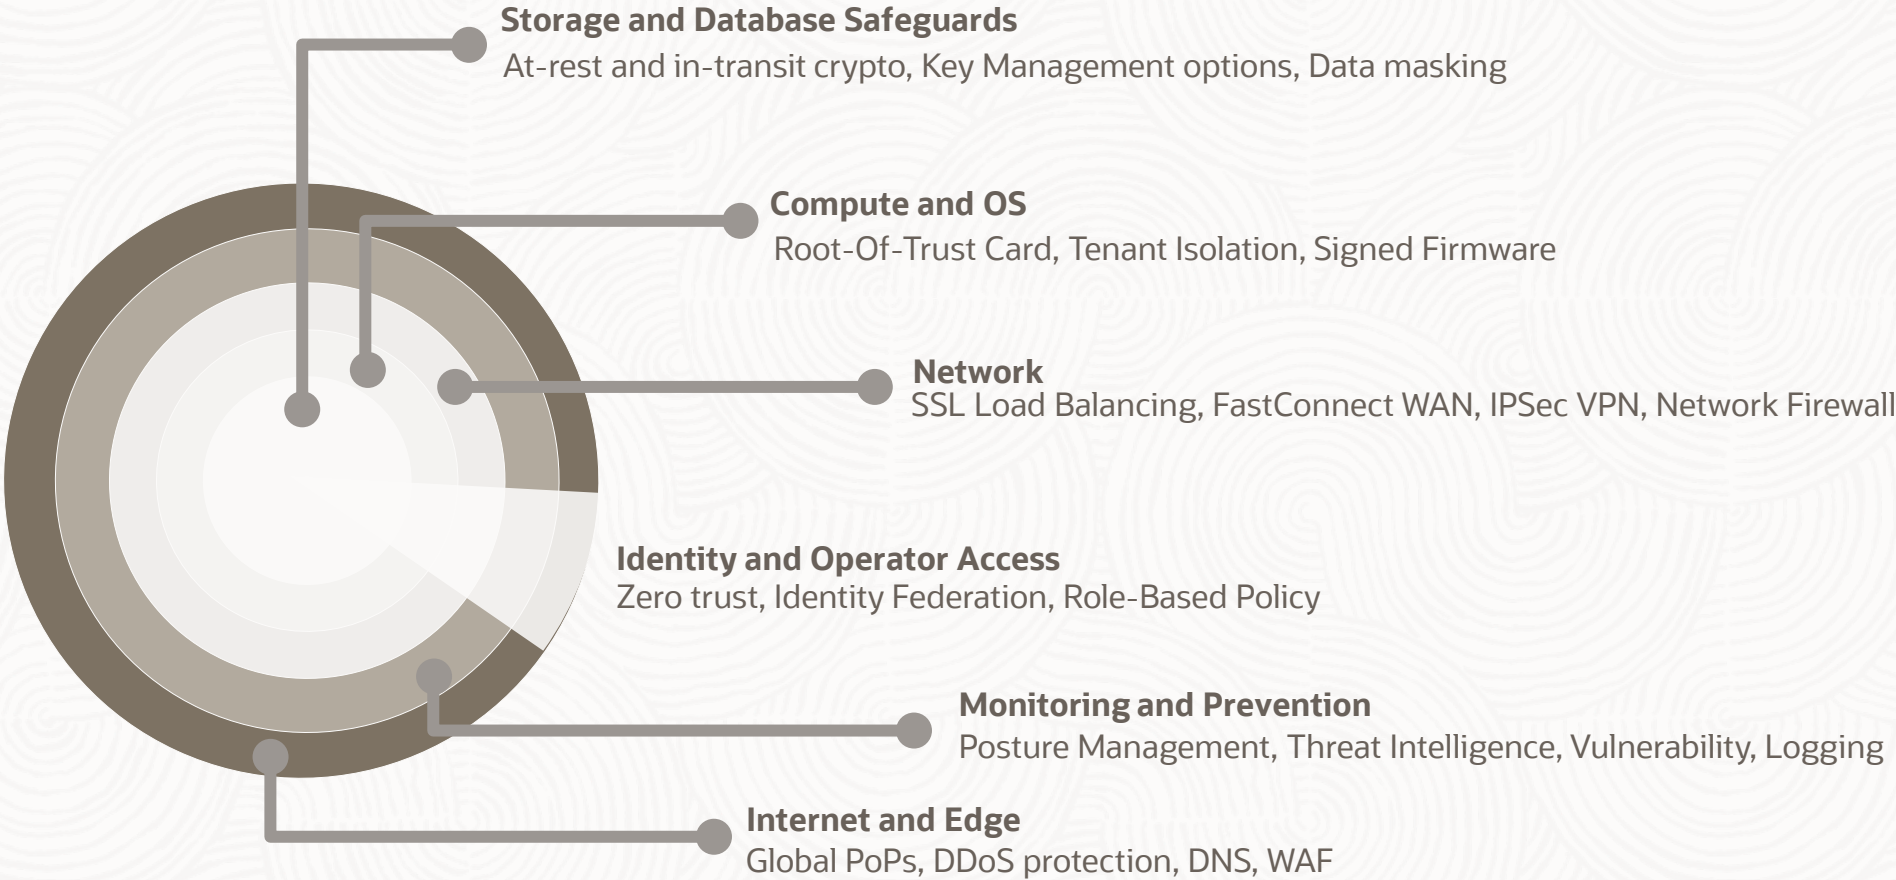 Storage and Database Safeguards
At-rest and in-transit crypto, Key Management options, Data masking
Compute and OS
Root-Of-Trust Card, Tenant Isolation, Signed Firmware
Network
SSL Load Balancing, FastConnect WAN, IPSec VPN, Network Firewall
Identity and Operator Access
Zero trust, Identity Federation, Role-Based Policy
Monitoring and Prevention
Posture Management, Threat Intelligence, Vulnerability, Logging
Internet and Edge
Global PoPs, DDoS protection, DNS, WAF